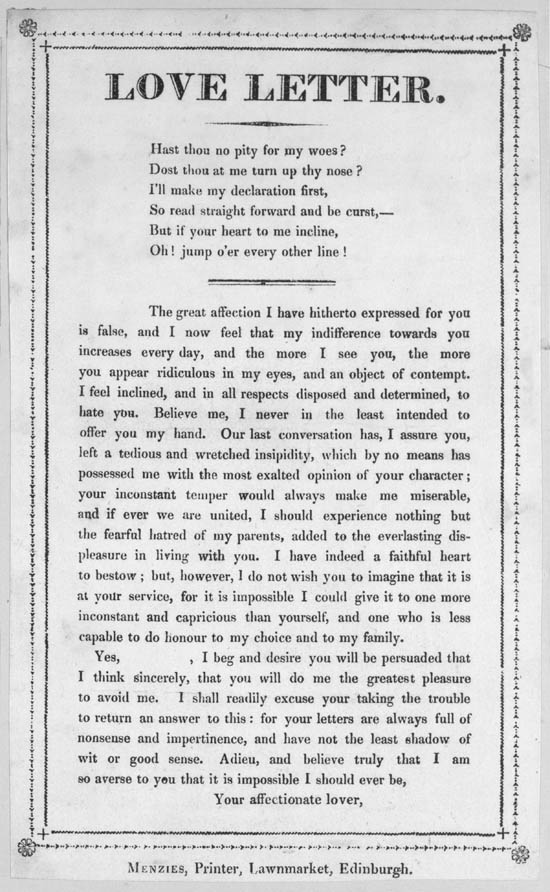 LOVE LETTER.
Hast thou no pity for my woes?
Dost thou at me turn up thy nose?
I'll make my declaration first,
So read straight forward and be curst,—
But if your heart to me incline,
Oh! jump o'er every other line!
The great affection I have hitherto expressed for you
is false, and I now feel that my indifference towards you
increases every day, and the more I see you, the more
you appear ridiculous in my eyes, and an object of contempt.
I feel inclined, and in all respects disposed and determined, to
hate you. Believe me, I never in the least intended to
offer you my hand. Our last conversation has, I assure you,
left a tedious and wretched insipidity, which by no means has
possessed me with the most exalted opinion of your character;
your inconstant temper would always make me miserable,
and if ever we are united, I should experience nothing but
the fearful hatred of my parents, added to the everlasting dis-
pleasure in living with you. I have indeed a faithful heart
to bestow; but, however, I do not wish you to imagine that it is
at your service, for it is impossible I could give it to one more
inconstant and capricious than yourself, and one who is less
capable to do honour to my choice and to my family.
Yes, , I beg and desire you will be persuaded that
I think sincerely, that you will do me the greatest pleasure
to avoid me. I shall readily excuse your taking the trouble
to return an answer to this: for your letters are always full of
nonsense and impertinence, and have not the least shadow of
wit or good sense. Adieu, and believe truly that I am
so averse to you that it is impossible I should ever be,
Your affectionate lover,
MENZIES, Printer, Lawnmarket, Edinburgh.